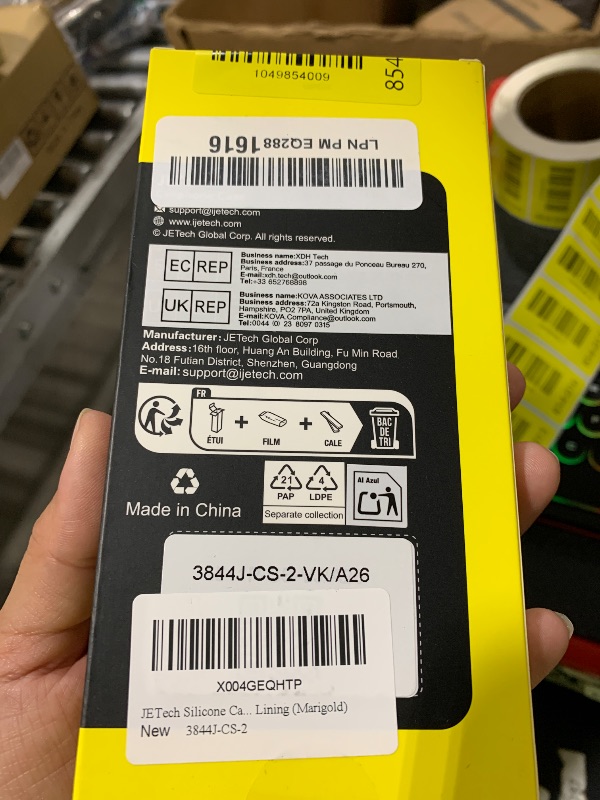 1049854009
854
LPN PM EQ2881616
support@ijetech.com
www.ijetech.com
© JETech Global Corp. All rights reserved.
EC REP
Business name:XDH Tech
Business address:37 passage du Ponceau Bureau 270,
Paris, France
E-mail:xdh.tech@outlook.com
Tel:+33 652768898
UK REP
Business name:KOVA ASSOCIATES LTD
Business address:72a Kingston Road, Portsmouth,
Hampshire, PO2 7PA, United Kingdom
E-mail:KOVA.Compliance@outlook.com
Tel:0044 (0) 23 8097 0315
Manufacturer: JETech Global Corp
Address:16th floor, Huang An Building, Fu Min Road
No.18 Futian District, Shenzhen, Guangdong
E-mail: support@ijetech.com
FR
ÉTUI + FILM + CALE
BAC
DE
TRI
Made in China
21
PAP
4
LDPE
Separate collection
Al Azul
3844J-CS-2-VK/A26
X004GEQHTP
JETech Silicone Ca... Lining (Marigold)
New 3844J-CS-2